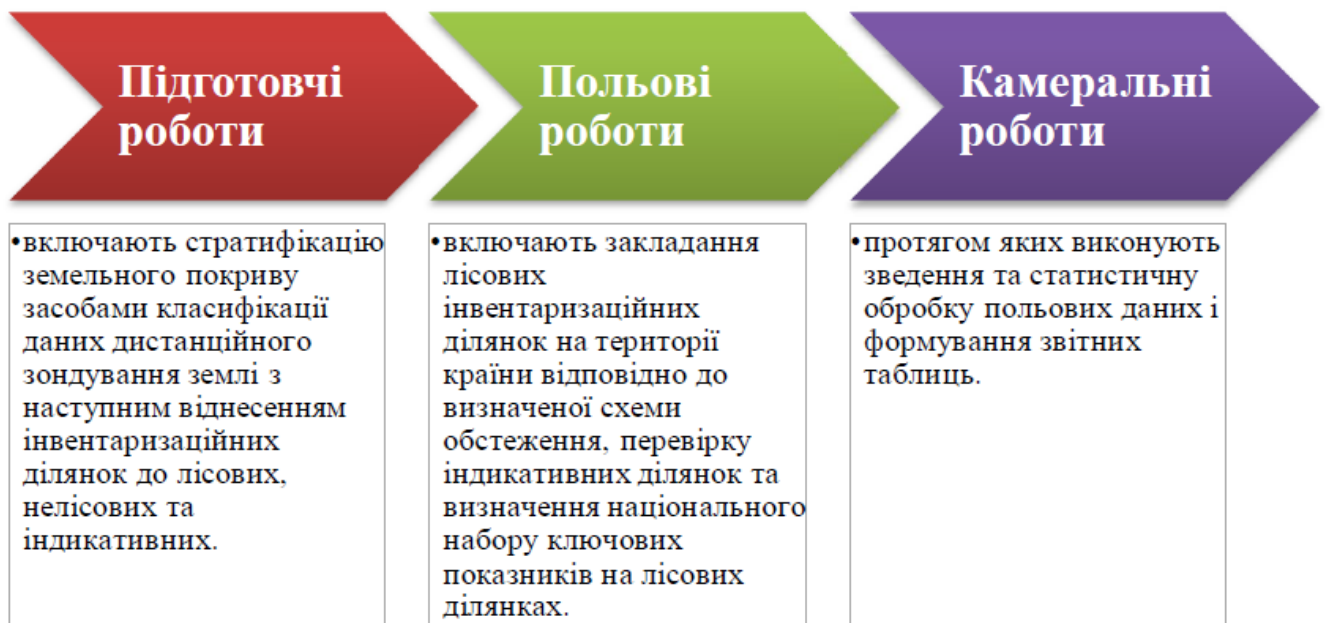 Підготовчі
роботи
•включають стратифікацію
земельного покриву
засобами класифікації
даних дистанційного
зондування землі з
наступним віднесенням
інвентаризаційних
ділянок до лісових,
нелісових та
індикативних.
Польові
роботи
•включають закладання
лісових
інвентаризаційних
ділянок на території
країни відповідно до
визначеної схеми
обстеження, перевірку
індикативних ділянок та
визначення національного
набору ключових
показників на лісових
ділянках.
Камеральні
роботи
•протягом яких виконують
зведення та статистичну
обробку польових даних і
формування звітних
таблиць.